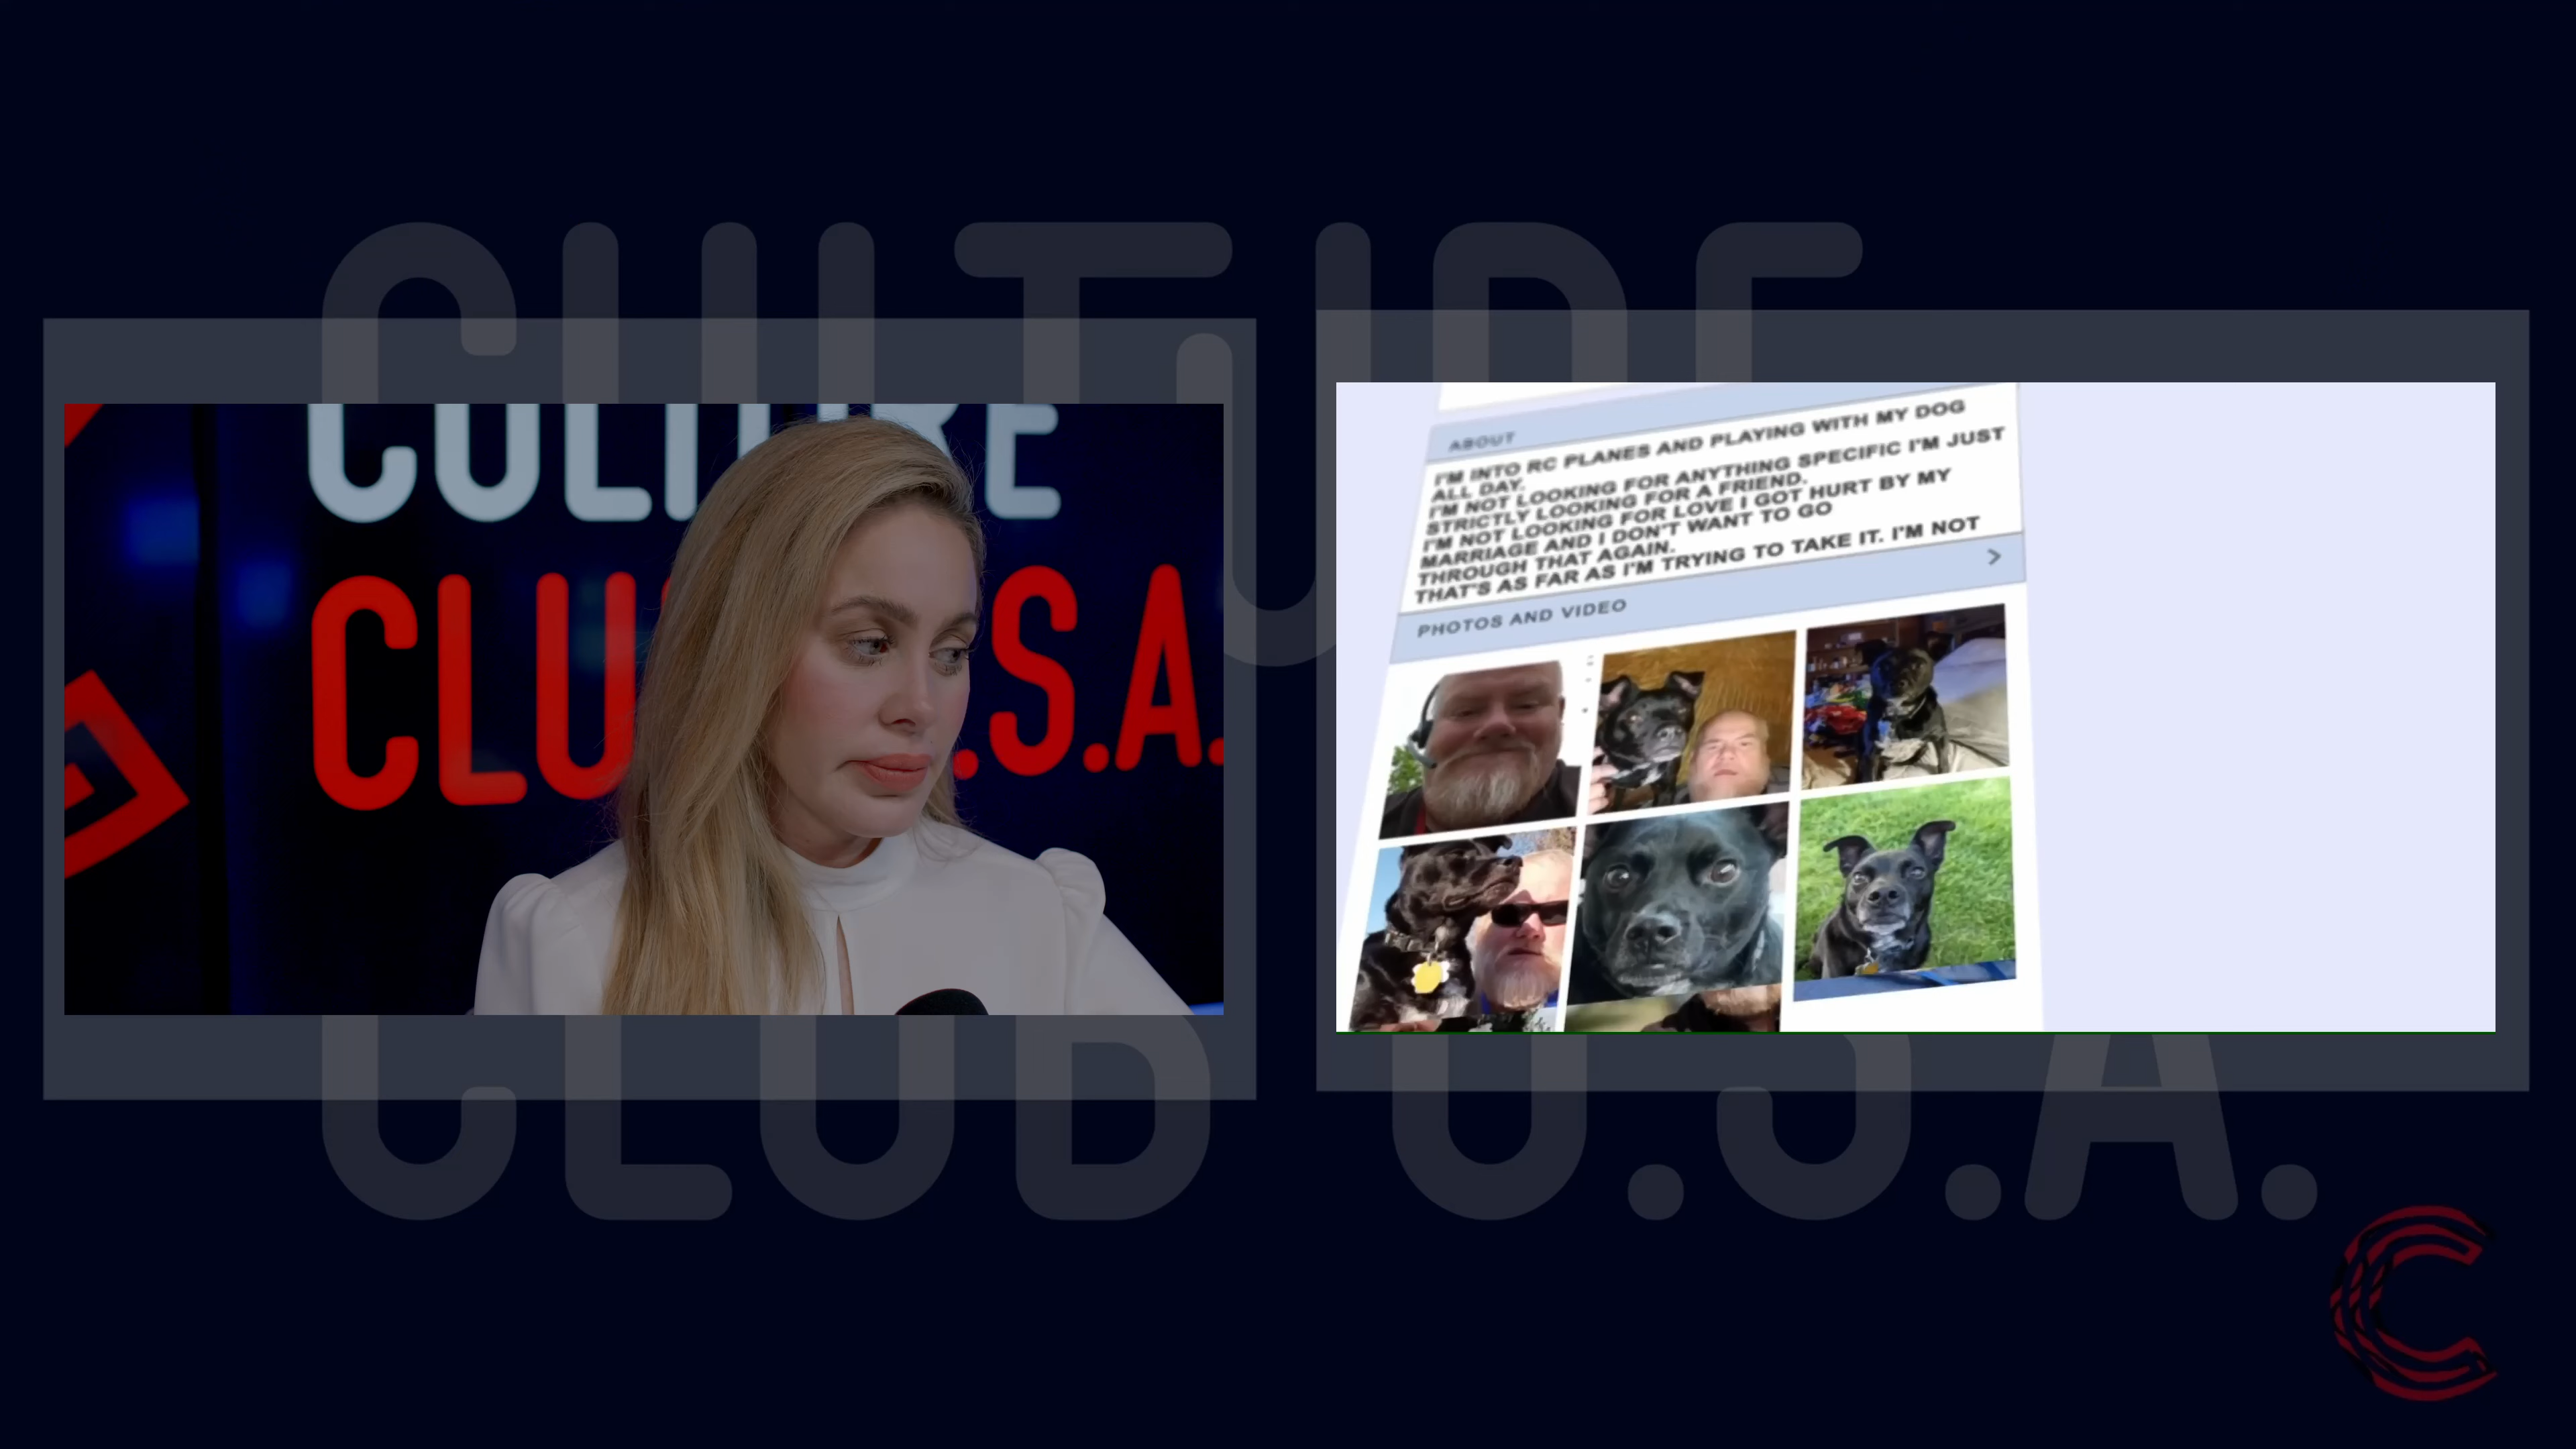 CULTURE
CLUB U.S.A.
CULTURE
CLU .S.A.
ABOUT
I'M INTO RC PLANES AND PLAYING WITH MY DOG
ALL DAY.
I'M NOT LOOKING FOR ANYTHING SPECIFIC I'M JUST
STRICTLY LOOKING FOR A FRIEND.
I'M NOT LOOKING FOR LOVE I GOT HURT BY MY
MARRIAGE AND I DON'T WANT TO GO
THROUGH THAT AGAIN.
THAT'S AS FAR AS I'M TRYING TO TAKE IT. I'M NOT
PHOTOS AND VIDEO